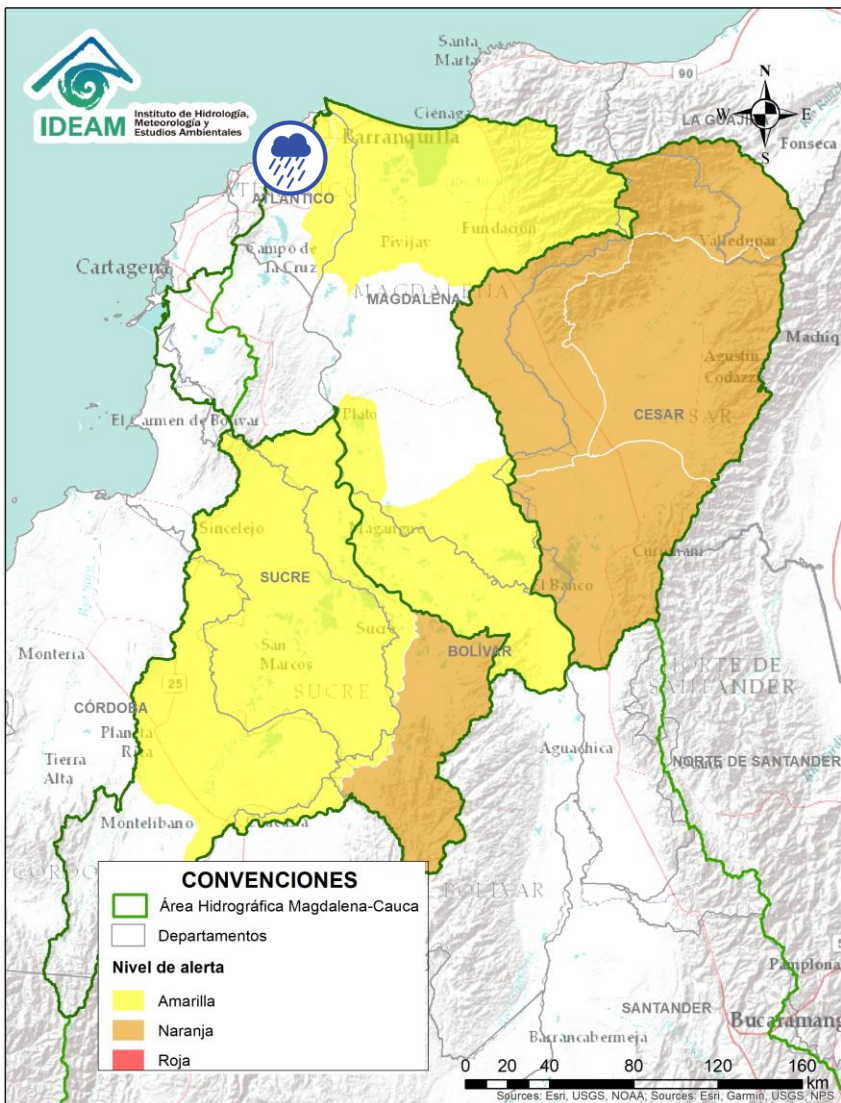 IDEAM
Instituto de Hidrología,
Meteorología y
Estudios Ambientales
Santa
Marta
90
N
W
E
S
LA GUAJIRA
Fonseca
Ciénaga
Barranquilla
ATLÁNTICO
Campo de
la Cruz
Cartagena
Pivijay
Fundación
Valledupar
MAGDALENA
Machiq
Agustín
Codazzi
CESAR
El Carmen de Bolívar
Plato
Sincelejo
Magangué
SUCRE
El Banco
Sucre
San
Marcos
BOLÍVAR
SUCRE
NORTE DE
SANTANDER
Montería
25
CÓRDOBA
Planeta
Rica
Tierra
Alta
Aguachica
NORTE DE SANTANDER
Montelíbano
BOLÍVAR
CONVENCIONES
Área Hidrográfica Magdalena-Cauca
Departamentos
Nivel de alerta
Amarilla
Naranja
Roja
Pamplona
SANTANDER
Bucaramang
Barrancabermeja
0 20 40 80 120 160
km
Sources: Esri, USGS, NOAA; Sources: Esri, Garmin, USGS, NPS